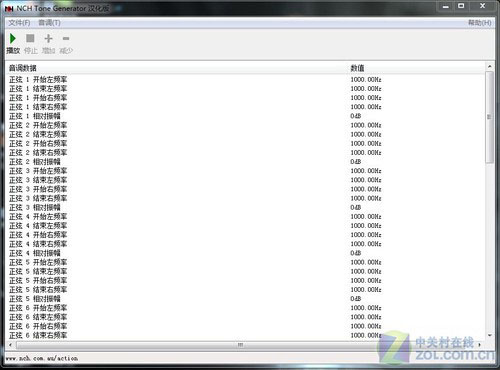 NCH Tone Generator 汉化版
文件(F) 音调(T) 帮助(H)
播放 停止 增加 减少
音调数据 数值
正弦 1 开始左频率 1000.00Hz
正弦 1 结束左频率 1000.00Hz
正弦 1 开始右频率 1000.00Hz
正弦 1 结束右频率 1000.00Hz
正弦 1 相对振幅 0dB
正弦 2 开始左频率 1000.00Hz
正弦 2 结束左频率 1000.00Hz
正弦 2 开始右频率 1000.00Hz
正弦 2 结束右频率 1000.00Hz
正弦 2 相对振幅 0dB
正弦 3 开始左频率 1000.00Hz
正弦 3 结束左频率 1000.00Hz
正弦 3 开始右频率 1000.00Hz
正弦 3 结束右频率 1000.00Hz
正弦 3 相对振幅 0dB
正弦 4 开始左频率 1000.00Hz
正弦 4 结束左频率 1000.00Hz
正弦 4 开始右频率 1000.00Hz
正弦 4 结束右频率 1000.00Hz
正弦 4 相对振幅 0dB
正弦 5 开始左频率 1000.00Hz
正弦 5 结束左频率 1000.00Hz
正弦 5 开始右频率 1000.00Hz
正弦 5 结束右频率 1000.00Hz
正弦 5 相对振幅 0dB
正弦 6 开始左频率 1000.00Hz
正弦 6 结束左频率 1000.00Hz
正弦 6 开始右频率 1000.00Hz
正弦 6 结束右频率 1000.00Hz
www.nch.com.au/action
中关村在线
zol.com.cn